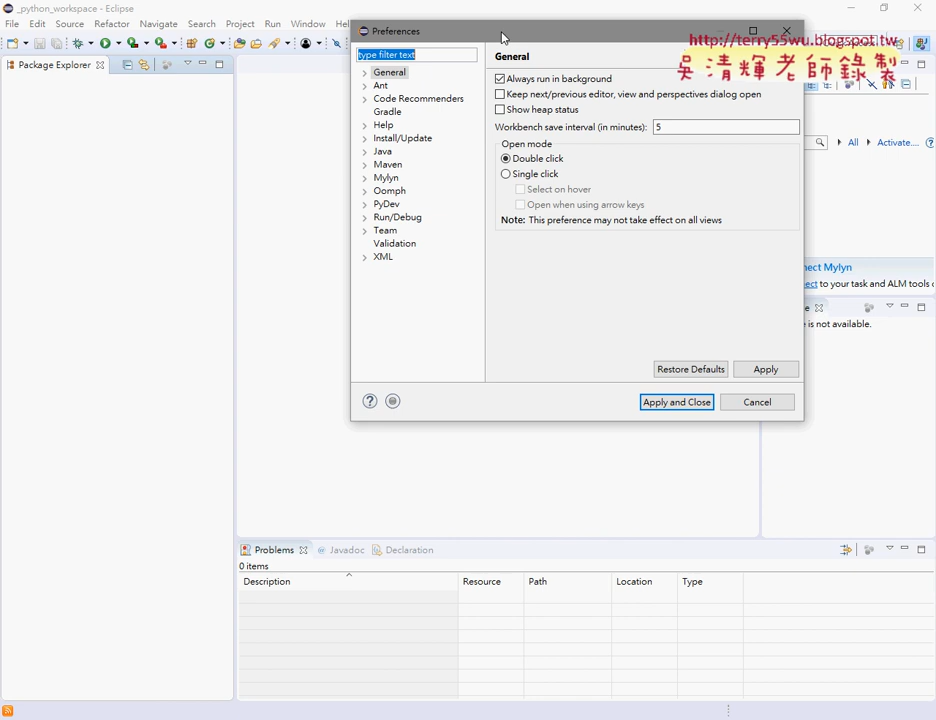 _python_workspace - Eclipse
File Edit Source Refactor Navigate Search Project Run Window
Preferences
http://terry55wu.blogspot.tw
吳清輝老師錄製
Package Explorer
type filter text
General
Ant
Code Recommenders
Gradle
Help
Install/Update
Java
Maven
Mylyn
Oomph
PyDev
Run/Debug
Team
Validation
XML
General
Always run in background
Keep next/previous editor, view and perspectives dialog open
Show heap status
Workbench save interval (in minutes): 5
Open mode
Double click
Single click
Select on hover
Open when using arrow keys
Note: This preference may not take effect on all views
Restore Defaults Apply
Apply and Close Cancel
All Activate...
nect Mylyn
ect to your task and ALM tools
e is not available.
Problems Javadoc Declaration
0 items
Description Resource Path Location Type